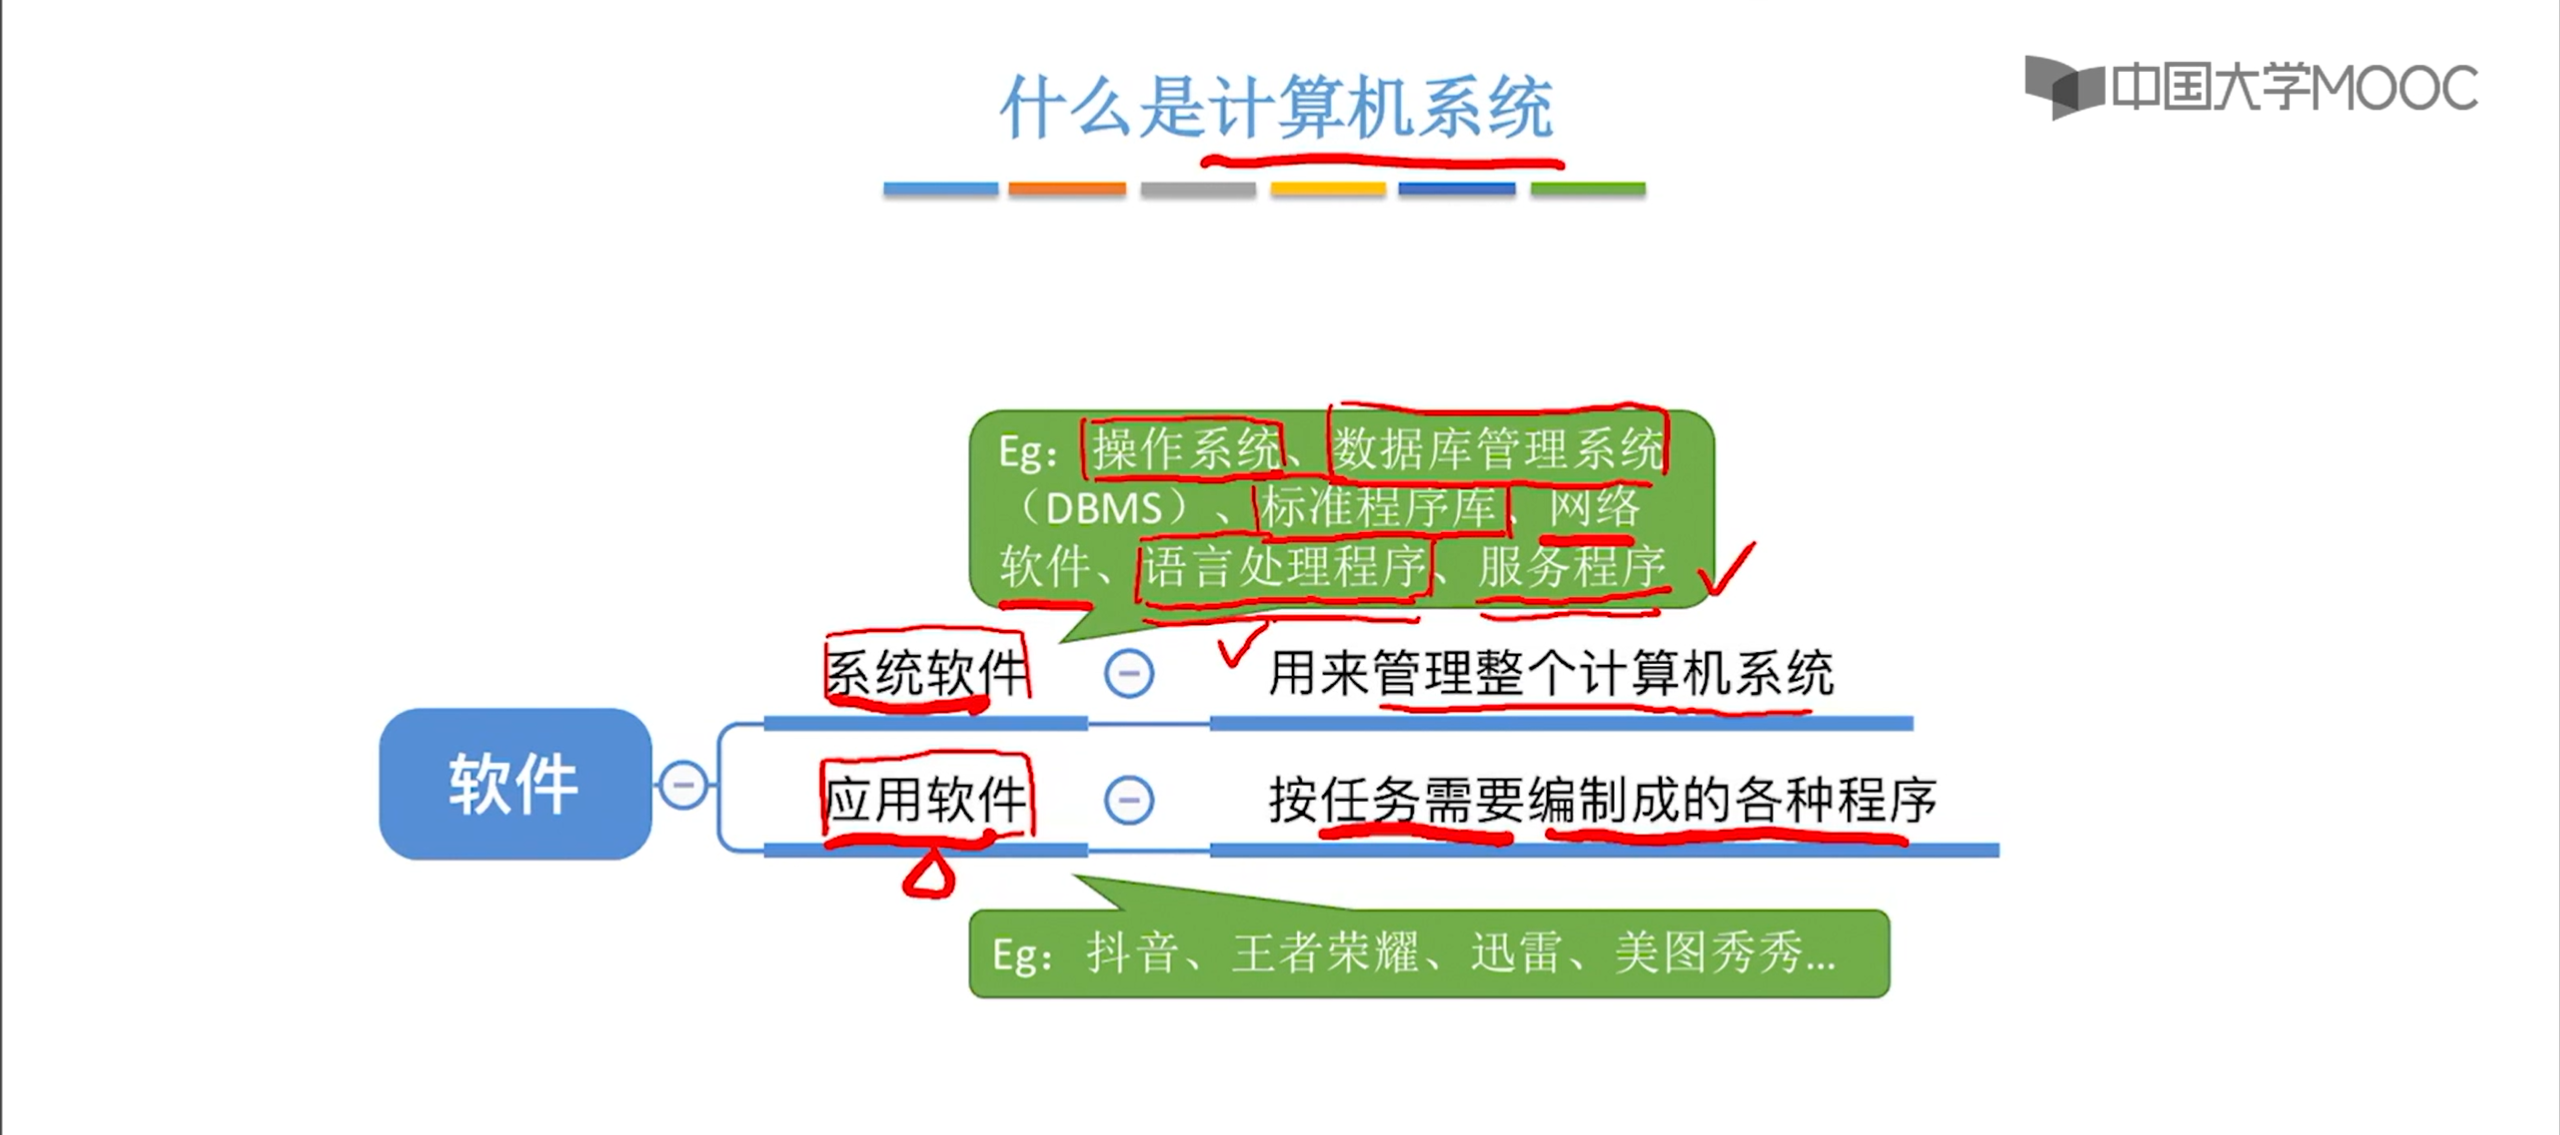 什么是计算机系统
中国大学MOOC
Eg：操作系统、数据库管理系统
（DBMS）、标准程序库、网络
软件、语言处理程序、服务程序
系统软件
用来管理整个计算机系统
软件
应用软件
按任务需要编制成的各种程序
Eg：抖音、王者荣耀、迅雷、美图秀秀...